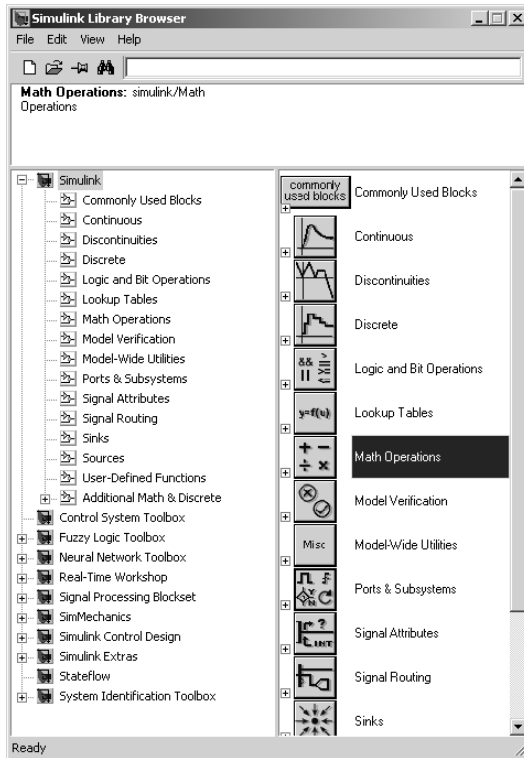 Simulink Library Browser
File Edit View Help
Math Operations: simulink/Math
Operations
Simulink
Commonly Used Blocks
Continuous
Discontinuities
Discrete
Logic and Bit Operations
Lookup Tables
Math Operations
Model Verification
Model-Wide Utilities
Ports & Subsystems
Signal Attributes
Signal Routing
Sinks
Sources
User-Defined Functions
Additional Math & Discrete
Control System Toolbox
Fuzzy Logic Toolbox
Neural Network Toolbox
Real-Time Workshop
Signal Processing Blockset
SimMechanics
Simulink Control Design
Simulink Extras
Stateflow
System Identification Toolbox
commonly
used blocks
Commonly Used Blocks
Continuous
Discontinuities
Discrete
Logic and Bit Operations
y=f(u)
Lookup Tables
Math Operations
Model Verification
Misc
Model-Wide Utilities
Ports & Subsystems
Signal Attributes
Signal Routing
Sinks
Ready